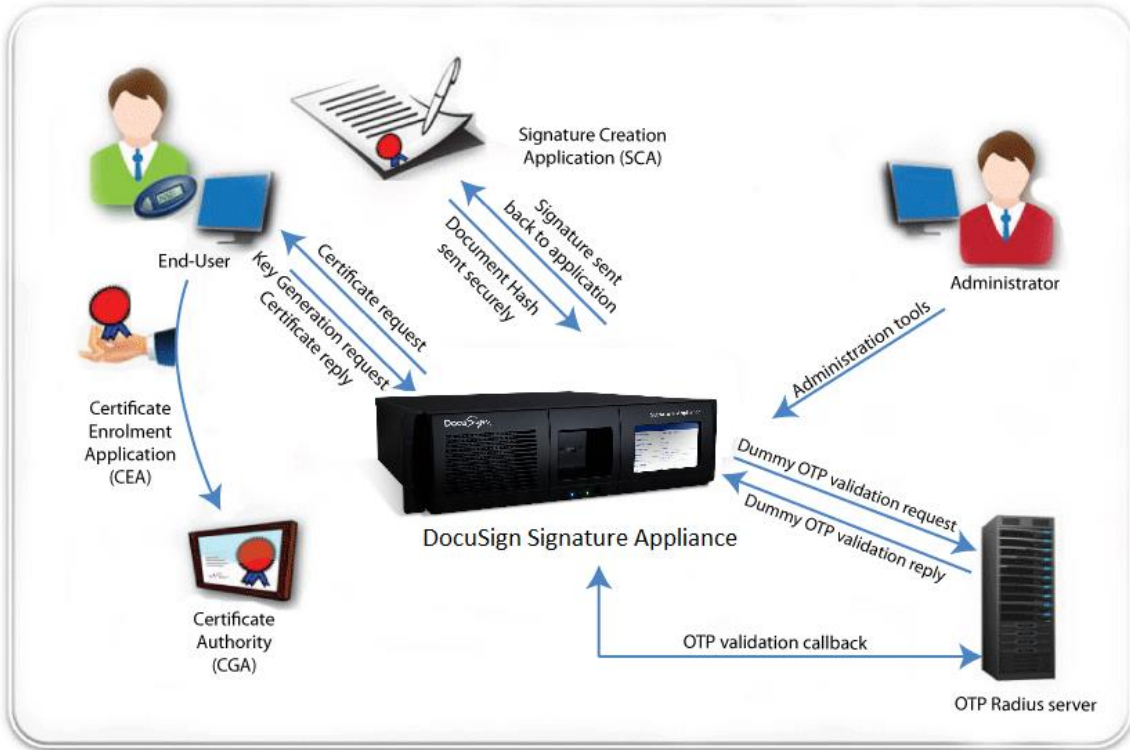 Signature Creation
Application (SCA)
End-User
Certificate request
Key Generation request
Certificate reply
Signature sent
back to application
Document Hash
sent securely
Administrator
Administration tools
Certificate
Enrolment
Application
(CEA)
DocuSign
Signature Appliance
DocuSign Signature Appliance
Dummy OTP validation request
Dummy OTP validation reply
Certificate
Authority
(CGA)
OTP validation callback
OTP Radius server